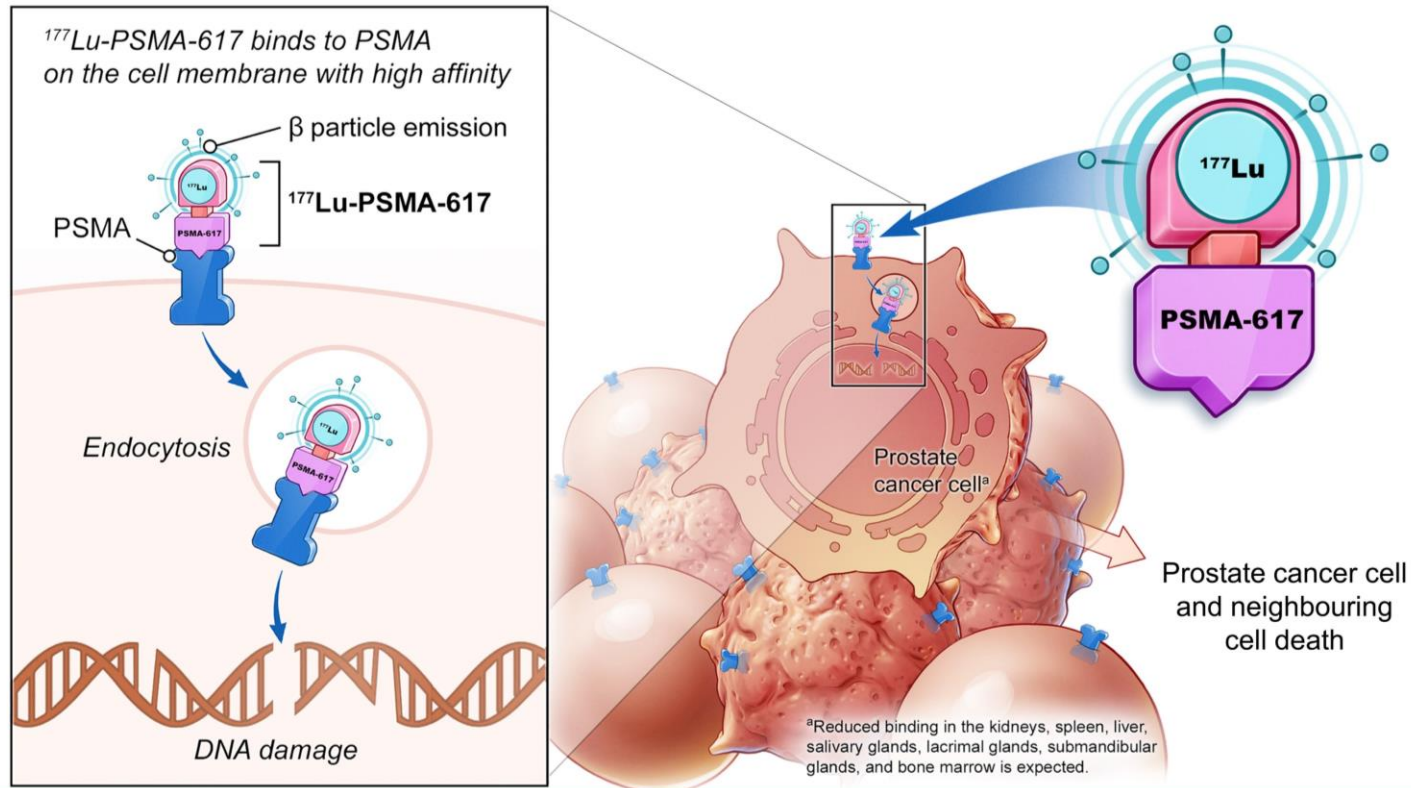 ¹⁷⁷Lu-PSMA-617 binds to PSMA
on the cell membrane with high affinity
β particle emission
¹⁷⁷Lu
¹⁷⁷Lu-PSMA-617
PSMA
PSMA-617
Endocytosis
¹⁷⁷Lu
PSMA-617
DNA damage
¹⁷⁷Lu
PSMA-617
Prostate
cancer cellᵃ
Prostate cancer cell
and neighbouring
cell death
ᵃReduced binding in the kidneys, spleen, liver,
salivary glands, lacrimal glands, submandibular
glands, and bone marrow is expected.